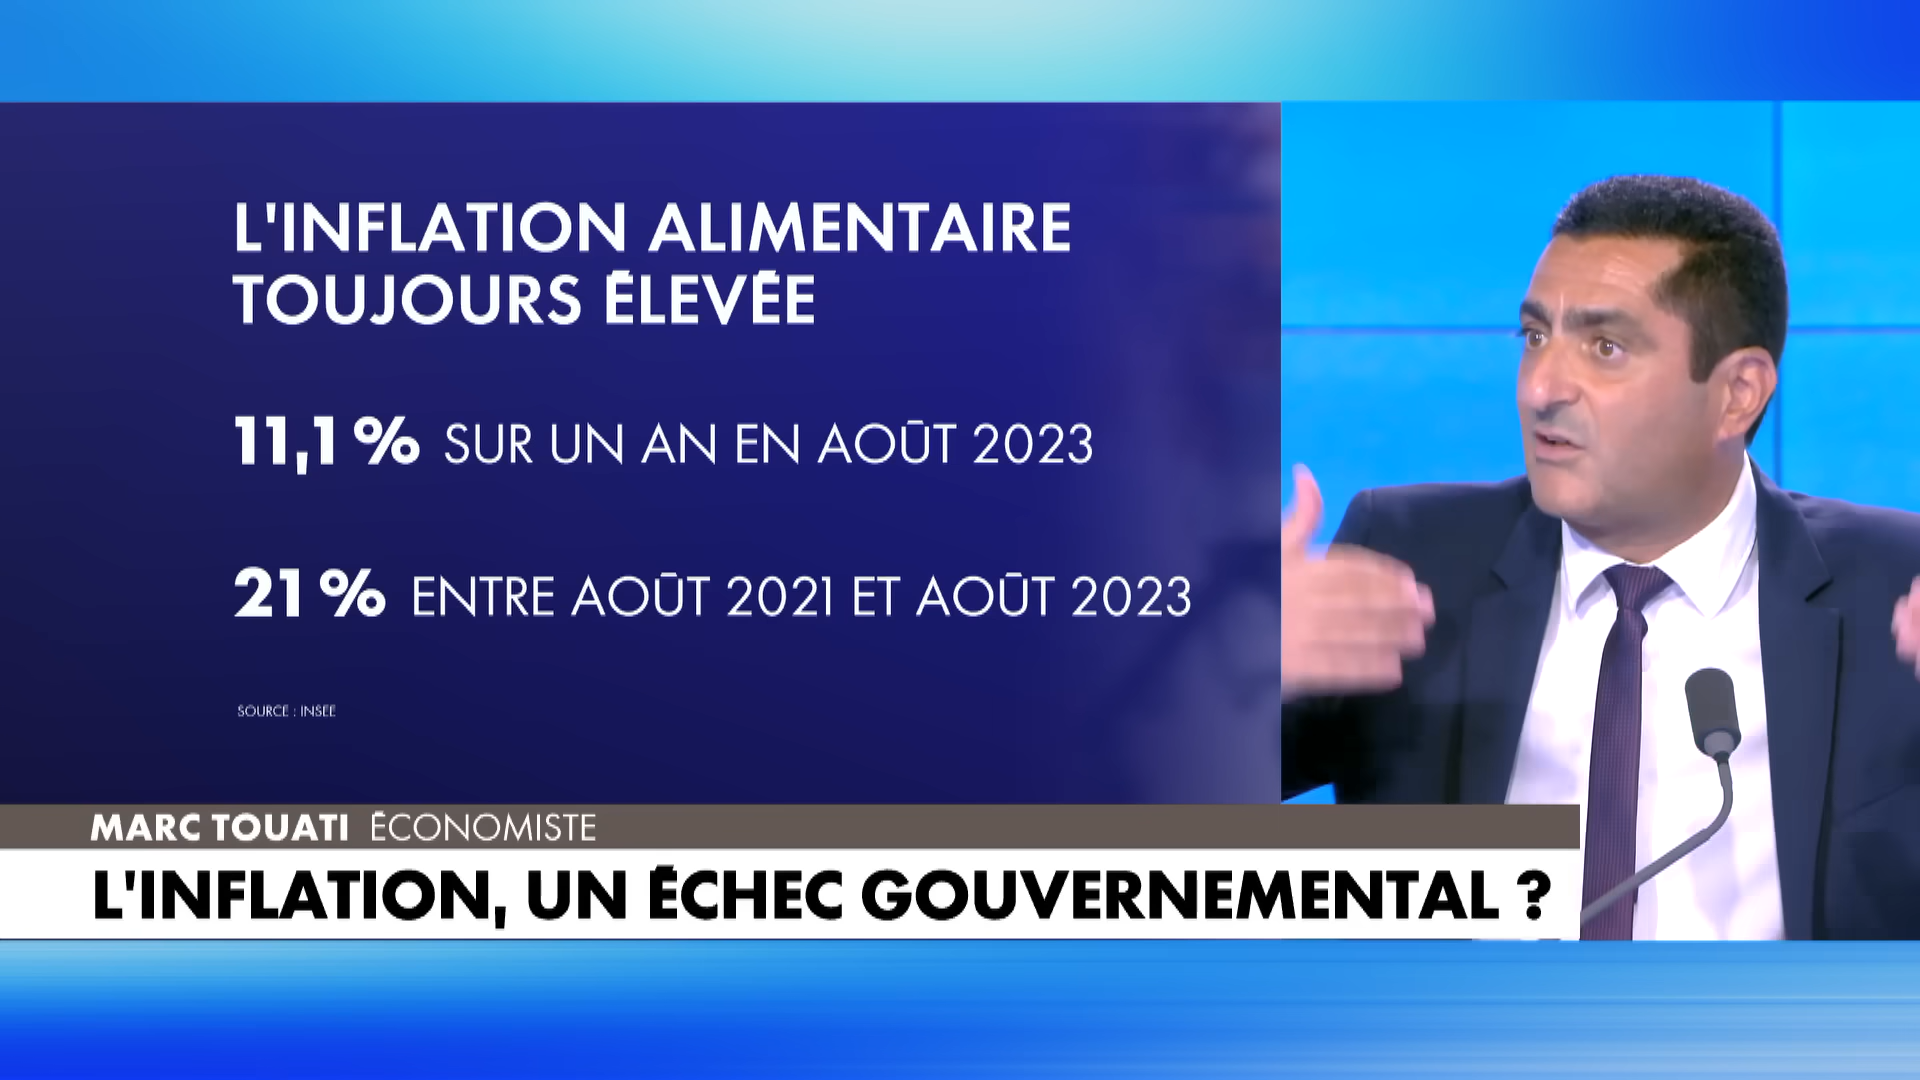 L'INFLATION ALIMENTAIRE
TOUJOURS ÉLEVÉE
11,1 % SUR UN AN EN AOÛT 2023
21 % ENTRE AOÛT 2021 ET AOÛT 2023
SOURCE : INSEE
MARC TOUATI ÉCONOMISTE
L'INFLATION, UN ÉCHEC GOUVERNEMENTAL ?